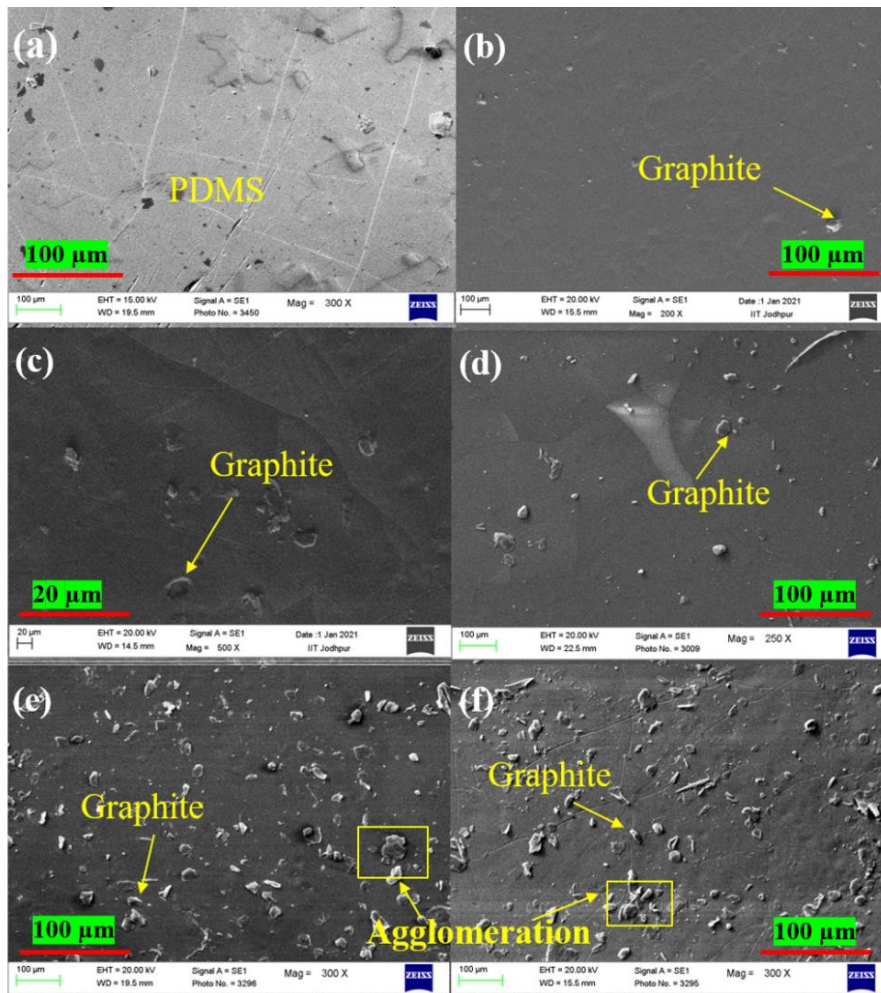 (a)
PDMS
100 µm
100 µm
EHT = 15.00 kV
Signal A = SE1
Mag = 300 X
WD = 19.5 mm
Photo No. = 3450
ZEISS
(b)
Graphite
100 µm
100 µm
EHT = 20.00 kV
Signal A = SE1
Date :1 Jan 2021
WD = 15.5 mm
Mag = 200 X
IIT Jodhpur
ZEISS
(c)
Graphite
20 µm
20 µm
EHT = 20.00 kV
Signal A = SE1
Date :1 Jan 2021
WD = 14.5 mm
Mag = 500 X
IIT Jodhpur
ZEISS
(d)
Graphite
100 µm
100 µm
EHT = 20.00 kV
Signal A = SE1
Mag = 250 X
WD = 22.5 mm
Photo No. = 3009
ZEISS
(e)
Graphite
100 µm
Agglomeration
100 µm
EHT = 20.00 kV
Signal A = SE1
Mag = 300 X
WD = 19.5 mm
Photo No. = 3296
ZEISS
(f)
Graphite
100 µm
100 µm
EHT = 20.00 kV
Signal A = SE1
Mag = 300 X
WD = 15.5 mm
Photo No. = 3295
ZEISS